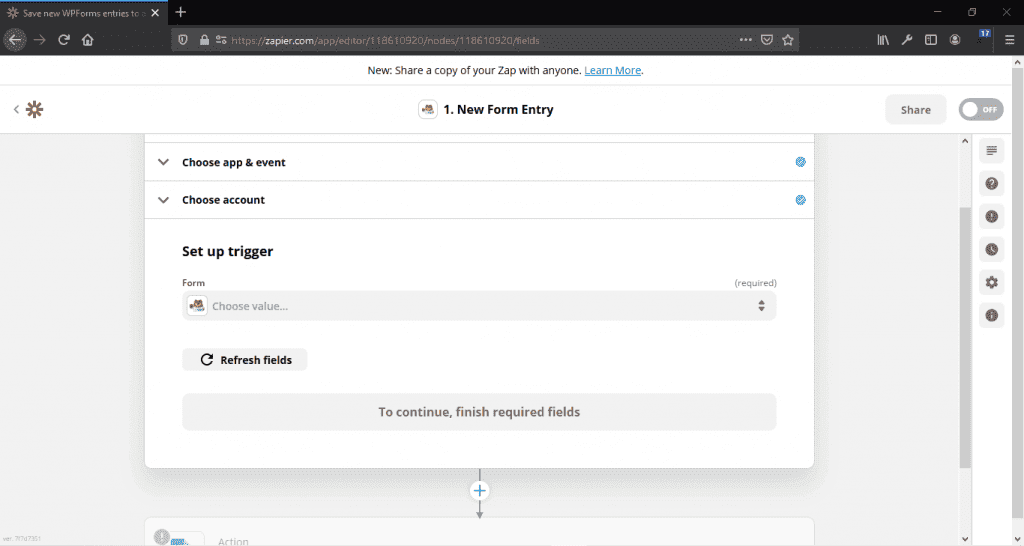 Save new WPForms entries to a
17
https://zapier.com/app/editor/118610920/nodes/118610920/fields
New: Share a copy of your Zap with anyone. Learn More.
1. New Form Entry
Share
OFF
Choose app & event
Choose account
Set up trigger
Form
(required)
Choose value...
Refresh fields
To continue, finish required fields
Action